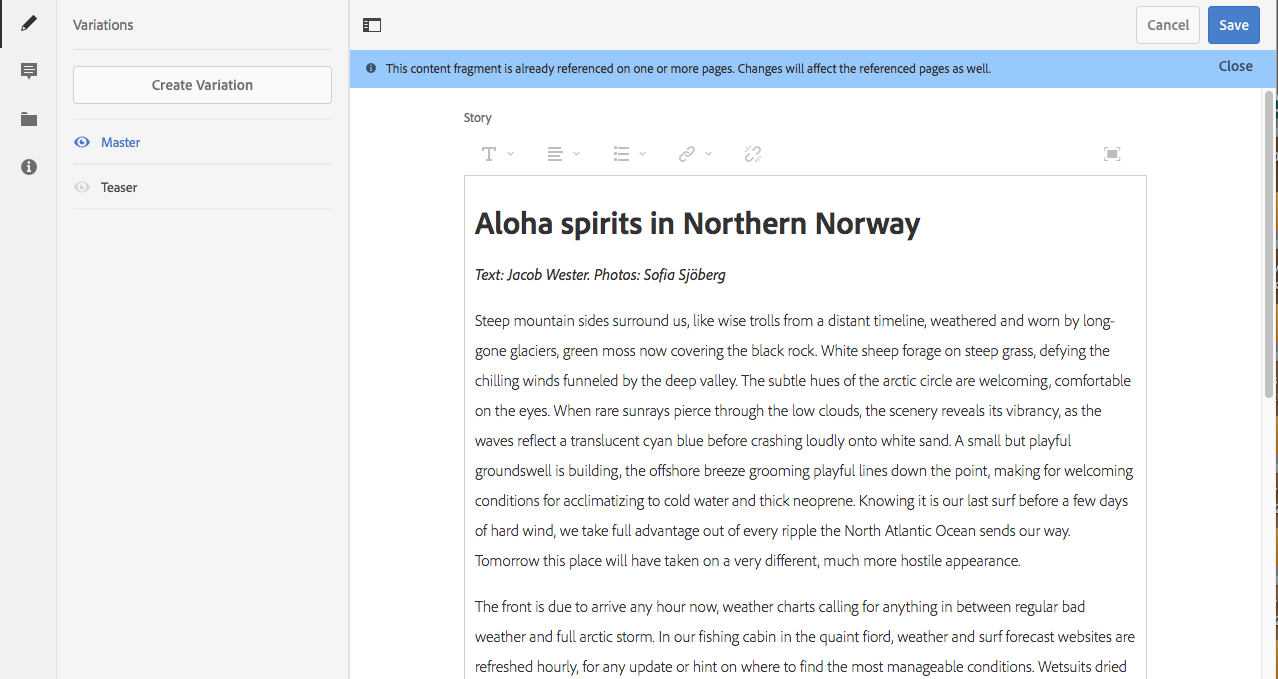 Variations
Create Variation
Master
Teaser
Cancel
Save
This content fragment is already referenced on one or more pages. Changes will affect the referenced pages as well.
Close
Story
Aloha spirits in Northern Norway
Text: Jacob Wester. Photos: Sofia Sjöberg
Steep mountain sides surround us, like wise trolls from a distant timeline, weathered and worn by long-
gone glaciers, green moss now covering the black rock. White sheep forage on steep grass, defying the
chilling winds funneled by the deep valley. The subtle hues of the arctic circle are welcoming, comfortable
on the eyes. When rare sunrays pierce through the low clouds, the scenery reveals its vibrancy, as the
waves reflect a translucent cyan blue before crashing loudly onto white sand. A small but playful
groundswell is building, the offshore breeze grooming playful lines down the point, making for welcoming
conditions for acclimatizing to cold water and thick neoprene. Knowing it is our last surf before a few days
of hard wind, we take full advantage out of every ripple the North Atlantic Ocean sends our way.
Tomorrow this place will have taken on a very different, much more hostile appearance.
The front is due to arrive any hour now, weather charts calling for anything in between regular bad
weather and full arctic storm. In our fishing cabin in the quaint fiord, weather and surf forecast websites are
refreshed hourly, for any update or hint on where to find the most manageable conditions. Wetsuits dried